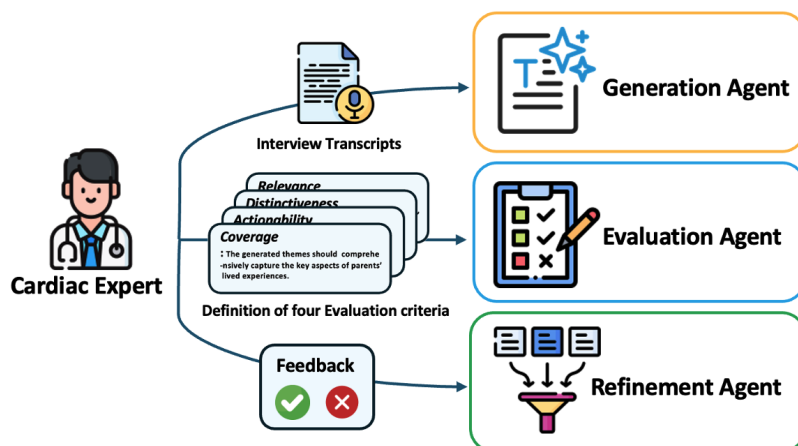 Interview Transcripts
Generation Agent
Relevance
Distinctiveness
Actionability
Coverage
: The generated themes should comprehe
-nsively capture the key aspects of parents'
lived experiences.
Definition of four Evaluation criteria
Evaluation Agent
Cardiac Expert
Feedback
Refinement Agent
T